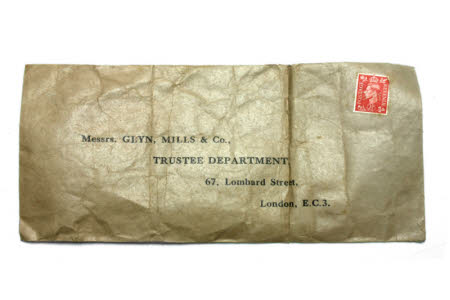 Messrs. GLYN, MILLS & Co.,
TRUSTEE DEPARTMENT,
67, Lombard Street,
London, E.C.3.